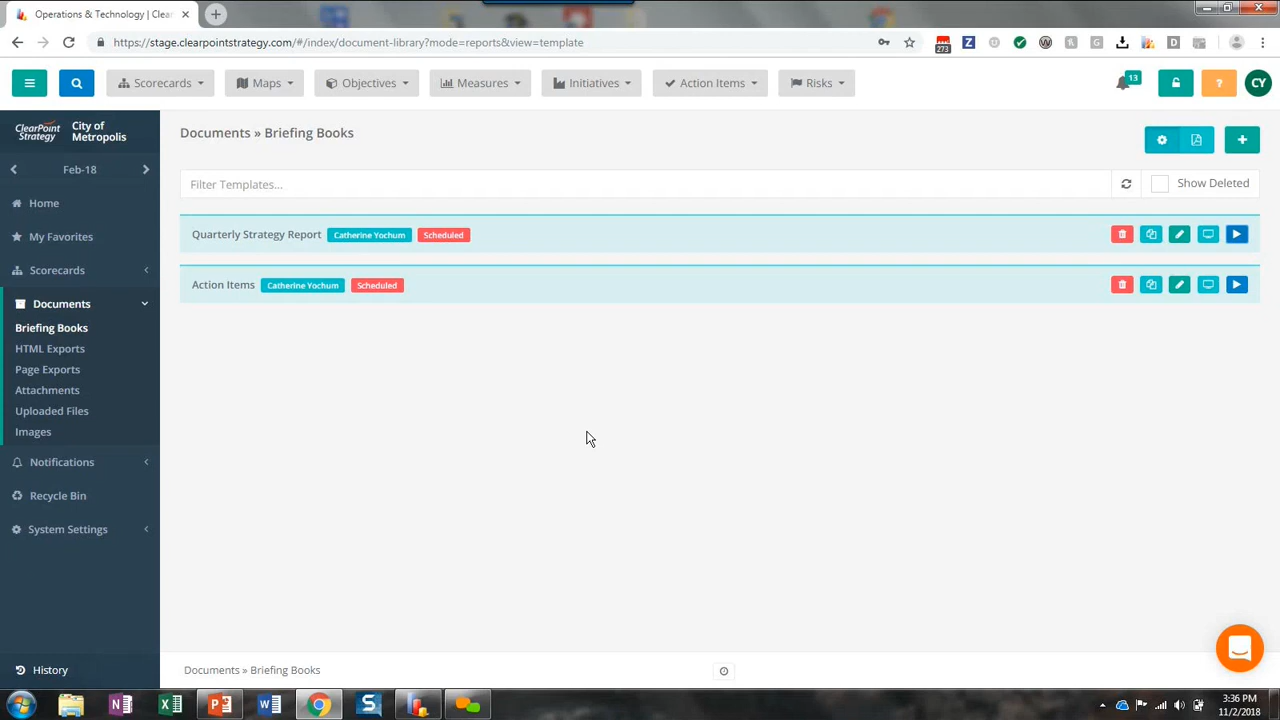 Operations & Technology | Clear
https://stage.clearpointstrategy.com/#/index/document-library?mode=reports&view=template
273
Scorecards
Maps
Objectives
Measures
Initiatives
Action Items
Risks
13
?
CY
ClearPoint Strategy
City of Metropolis
Feb-18
Home
My Favorites
Scorecards
Documents
Briefing Books
HTML Exports
Page Exports
Attachments
Uploaded Files
Images
Notifications
Recycle Bin
System Settings
History
Documents » Briefing Books
Filter Templates...
Show Deleted
Quarterly Strategy Report Catherine Yochum Scheduled
Action Items Catherine Yochum Scheduled
Documents » Briefing Books
3:36 PM
11/2/2018